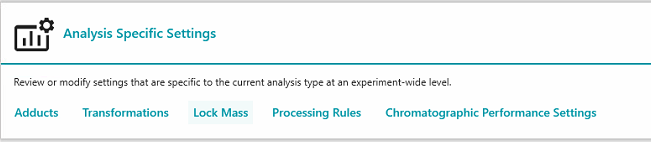 Analysis Specific Settings
Review or modify settings that are specific to the current analysis type at an experiment-wide level.
Adducts Transformations Lock Mass Processing Rules Chromatographic Performance Settings